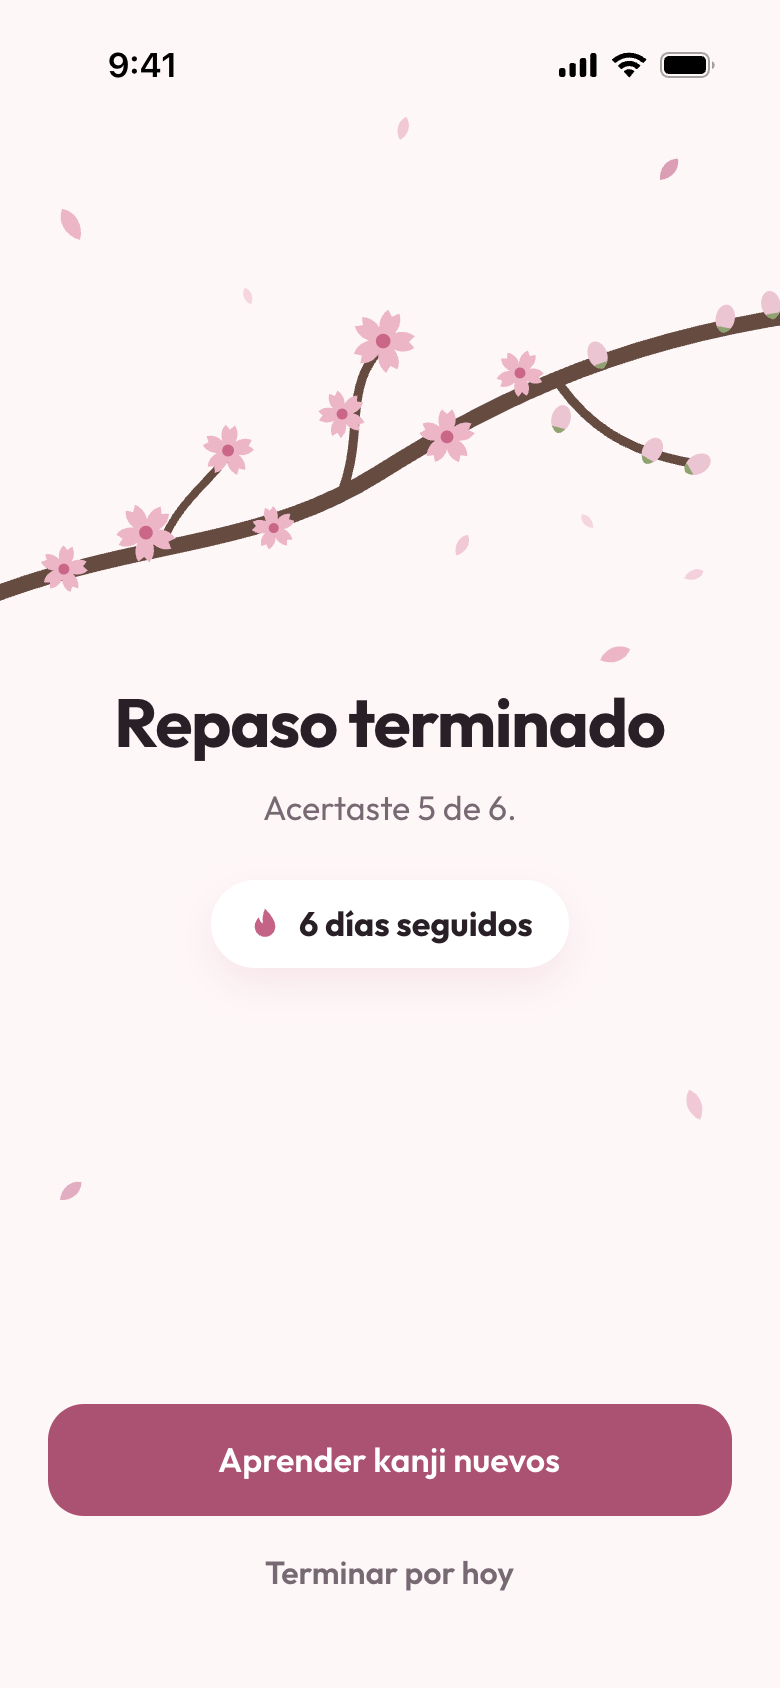 9:41
Repaso terminado
Acertaste 5 de 6.
6 días seguidos
Aprender kanji nuevos
Terminar por hoy